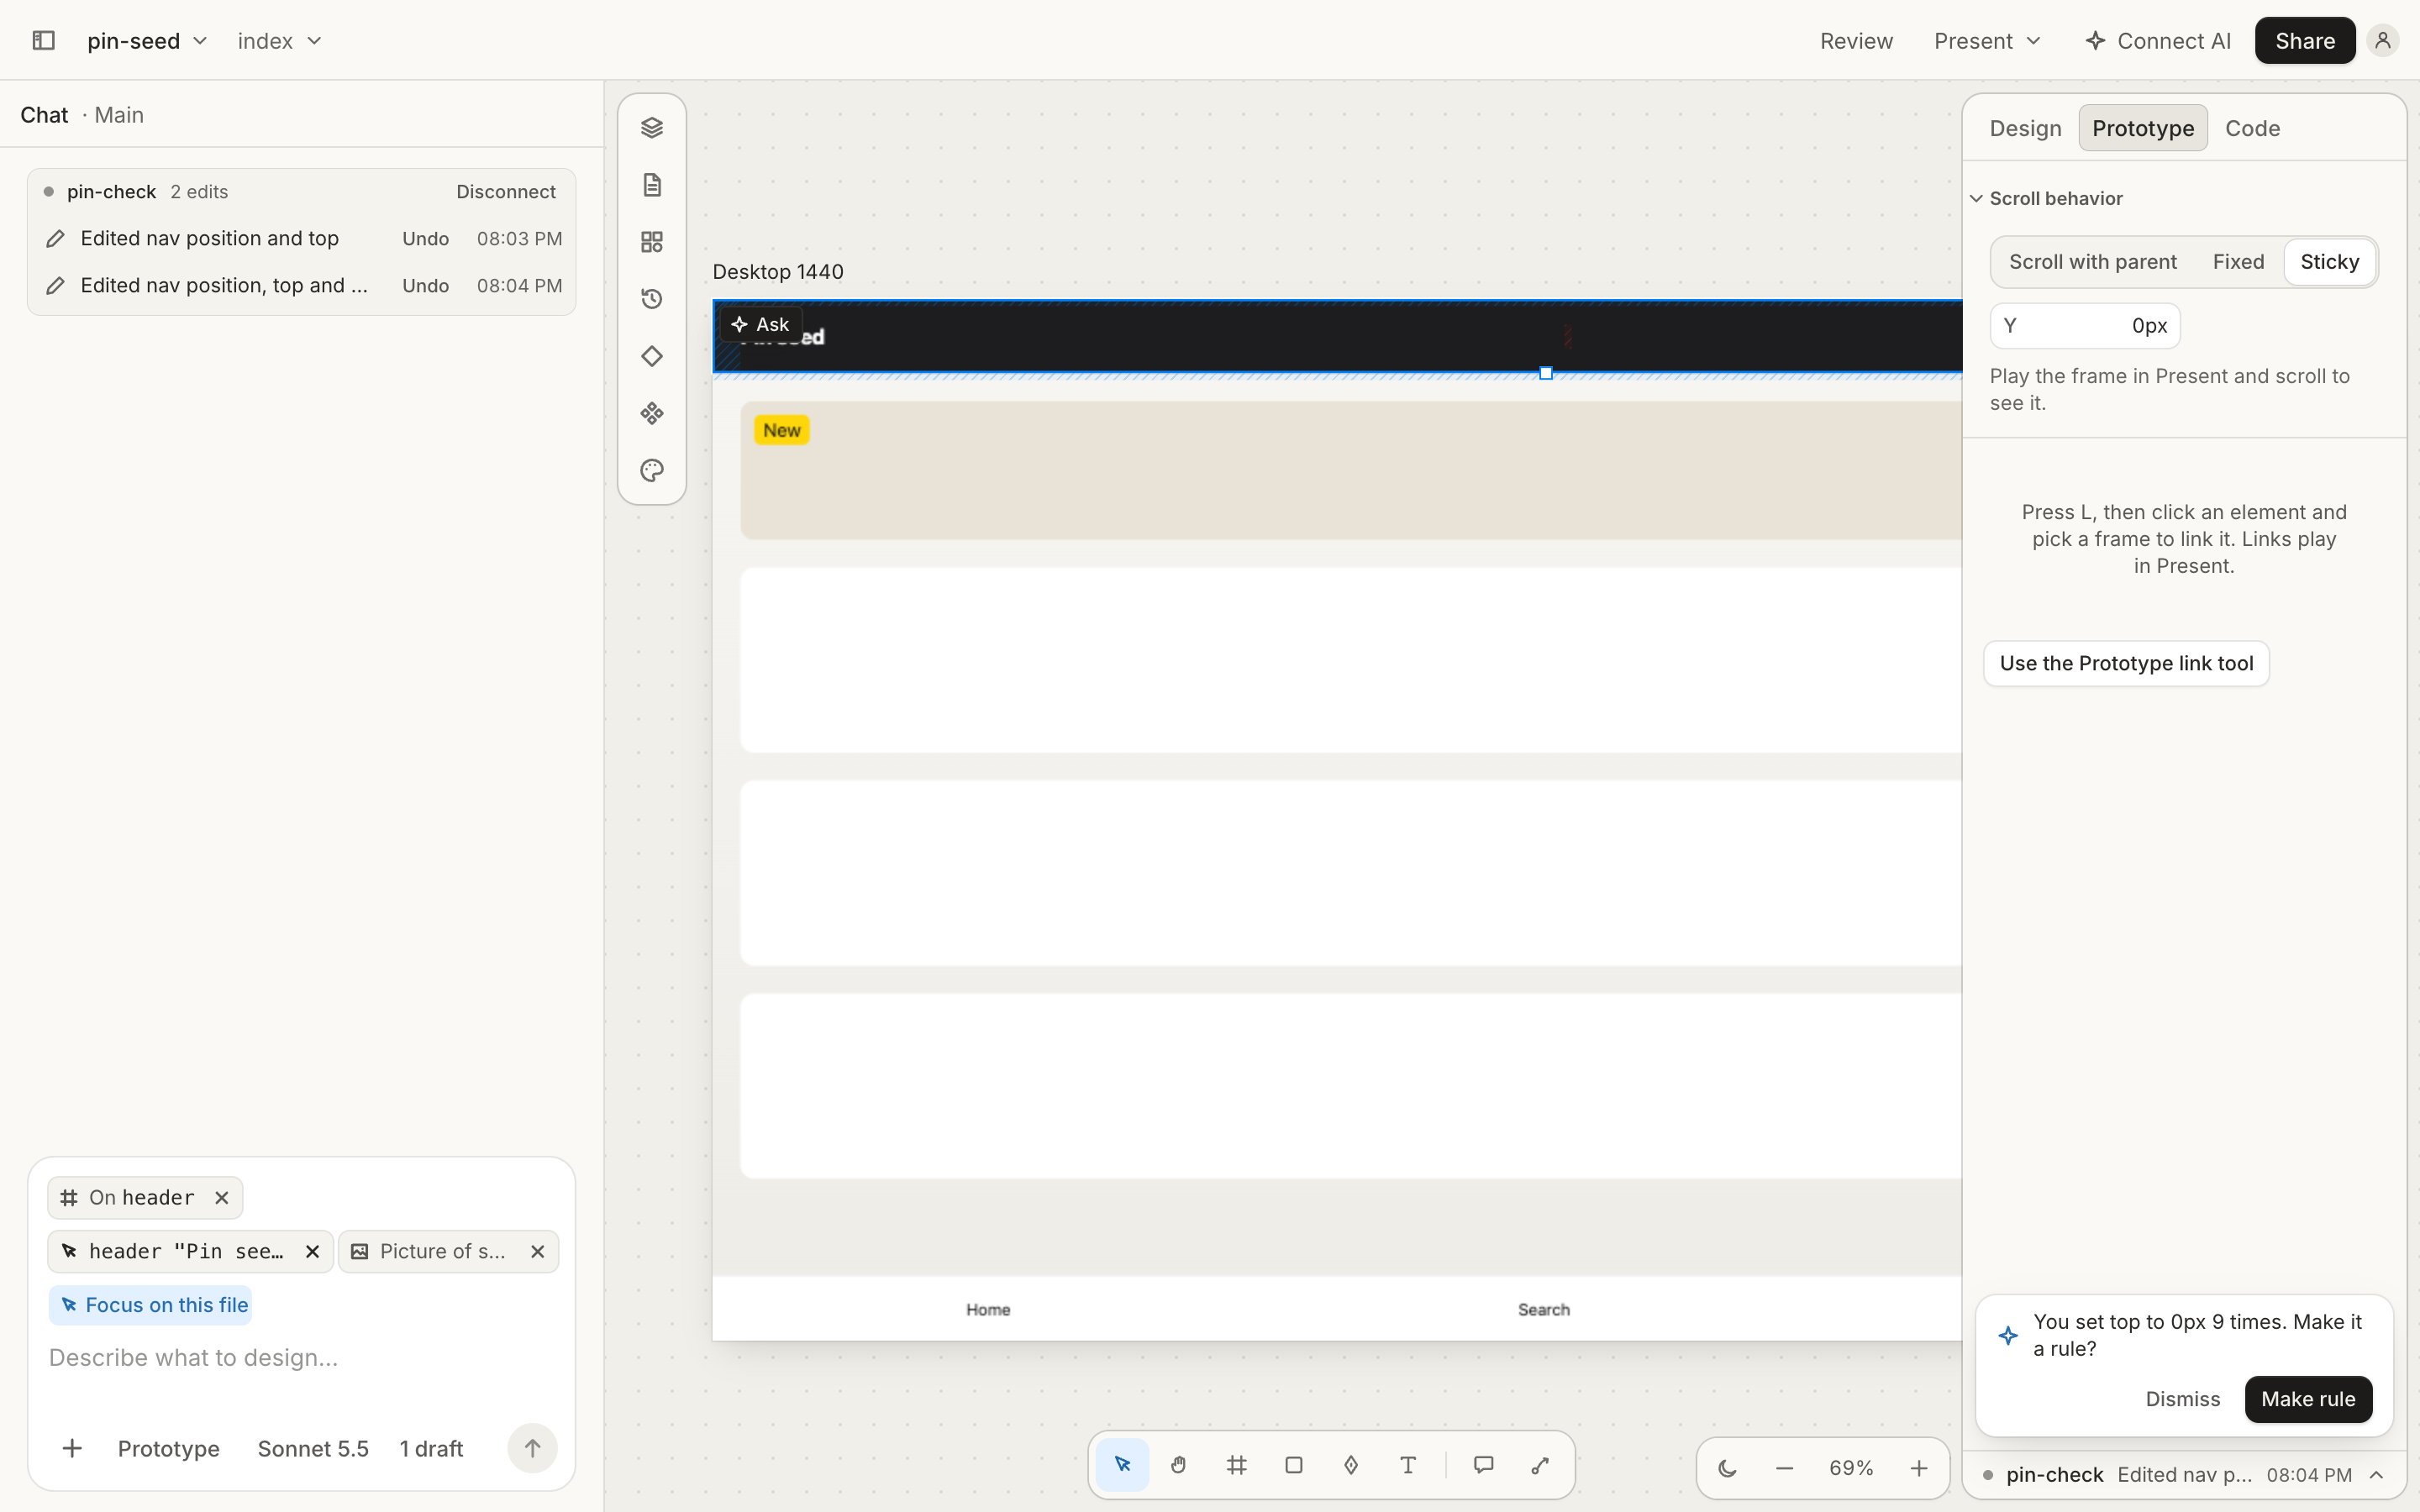 pin-seed
index
Review
Present
Connect AI
Share
Chat · Main
pin-check 2 edits Disconnect
Edited nav position and top Undo 08:03 PM
Edited nav position, top and ... Undo 08:04 PM
Desktop 1440
Ask
New
Home
Search
Design
Prototype
Code
Scroll behavior
Scroll with parent
Fixed
Sticky
Y 0px
Play the frame in Present and scroll to
see it.
Press L, then click an element and
pick a frame to link it. Links play
in Present.
Use the Prototype link tool
On header
header "Pin see…
Picture of s...
Focus on this file
Describe what to design...
Prototype
Sonnet 5.5
1 draft
69%
You set top to 0px 9 times. Make it
a rule?
Dismiss
Make rule
pin-check Edited nav p... 08:04 PM